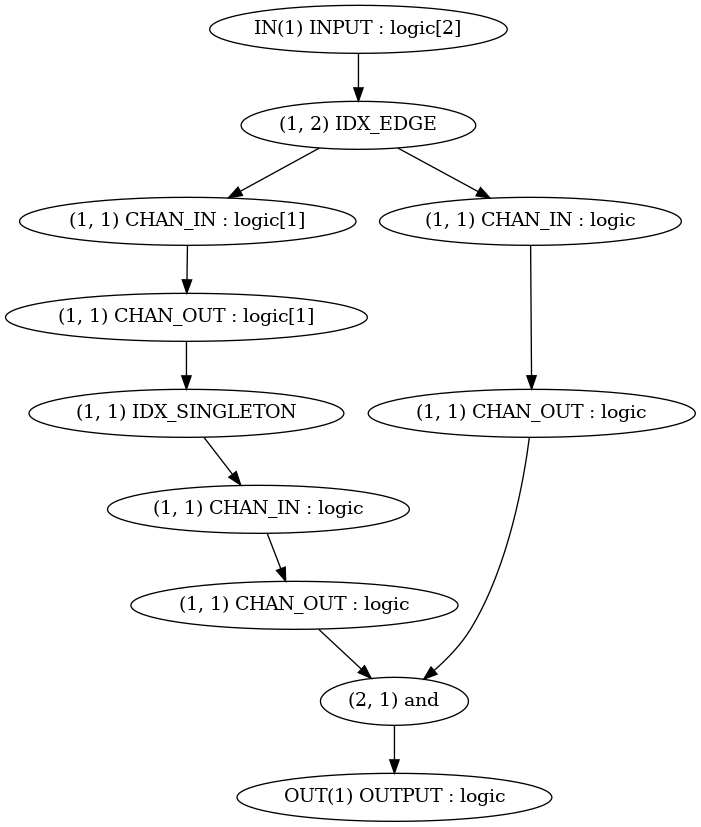 IN(1) INPUT : logic[2]
(1, 2) IDX_EDGE
(1, 1) CHAN_IN : logic[1]
(1, 1) CHAN_IN : logic
(1, 1) CHAN_OUT : logic[1]
(1, 1) IDX_SINGLETON
(1, 1) CHAN_OUT : logic
(1, 1) CHAN_IN : logic
(1, 1) CHAN_OUT : logic
(2, 1) and
OUT(1) OUTPUT : logic